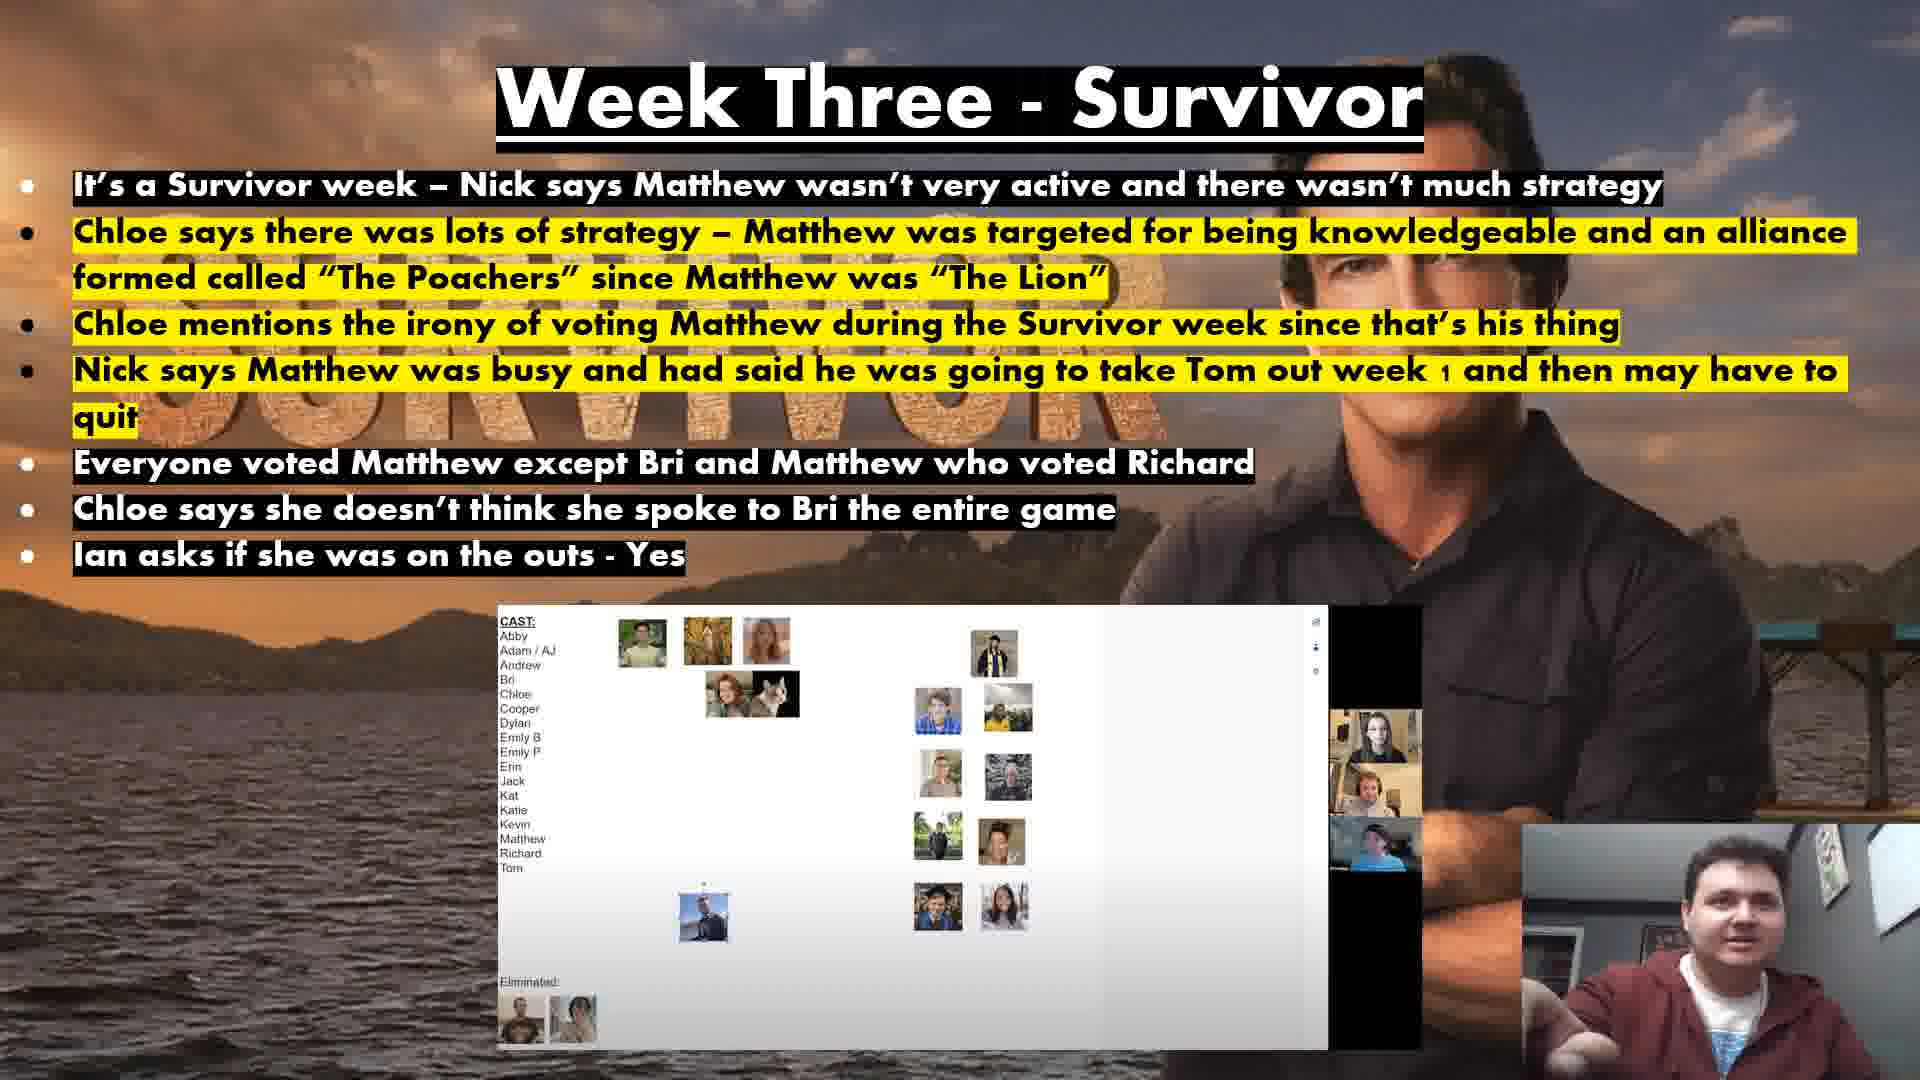 Week Three - Survivor
It’s a Survivor week – Nick says Matthew wasn’t very active and there wasn’t much strategy
Chloe says there was lots of strategy – Matthew was targeted for being knowledgeable and an alliance
formed called “The Poachers” since Matthew was “The Lion”
Chloe mentions the irony of voting Matthew during the Survivor week since that’s his thing
Nick says Matthew was busy and had said he was going to take Tom out week 1 and then may have to
quit
Everyone voted Matthew except Bri and Matthew who voted Richard
Chloe says she doesn’t think she spoke to Bri the entire game
Ian asks if she was on the outs - Yes
SURVIVOR
CAST:
Abby
Adam / AJ
Andrew
Bri
Chloe
Cooper
Dylan
Emily B
Emily P
Erin
Jack
Kat
Katie
Kevin
Matthew
Richard
Tom
Eliminated: